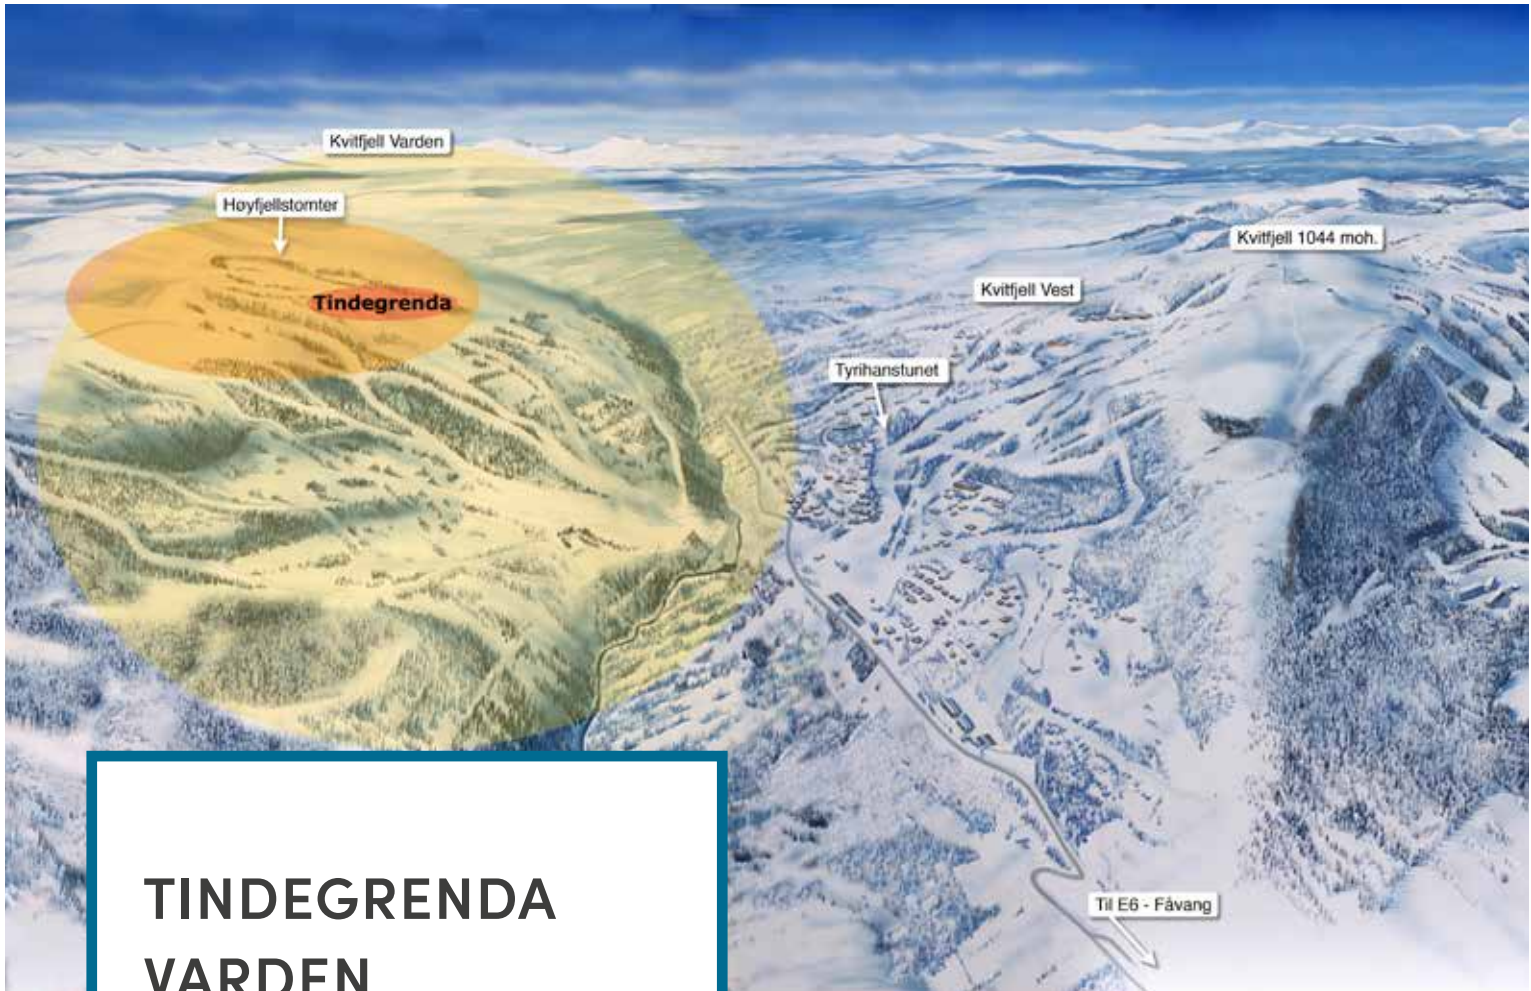 Kvitfjell Varden
Høyfjellstomter
Tindegrenda
Kvitfjell 1044 moh.
Kvitfjell Vest
Tyrihanstunet
Til E6 - Fåvang
TINDEGRENDA
VARDEN